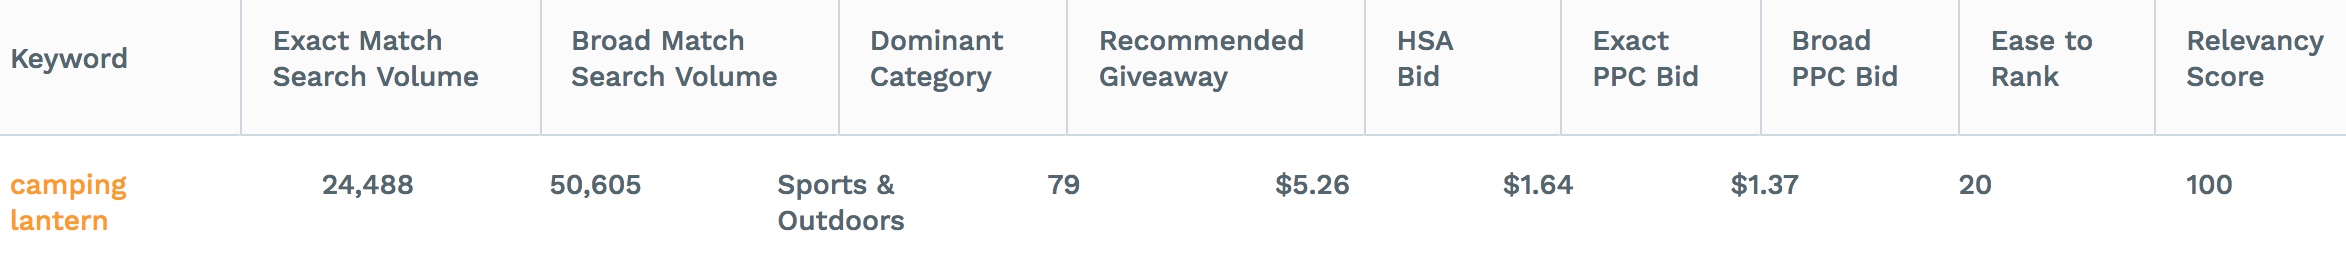 Keyword
Exact Match
Search Volume
Broad Match
Search Volume
Dominant
Category
Recommended
Giveaway
HSA
Bid
Exact
PPC Bid
Broad
PPC Bid
Ease to
Rank
Relevancy
Score
camping
lantern
24,488
50,605
Sports &
Outdoors
79
$5.26
$1.64
$1.37
20
100